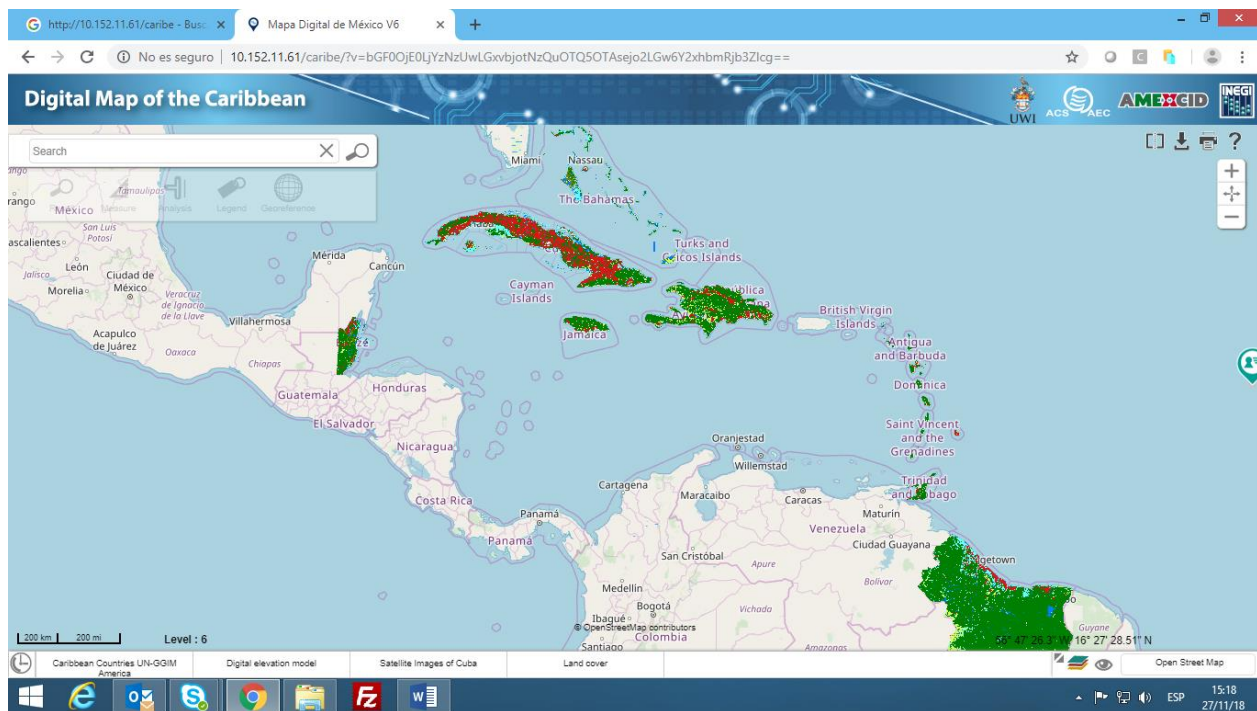 http://10.152.11.61/caribe - Busc
Mapa Digital de México V6
No es seguro | 10.152.11.61/caribe/?v=bGF0OjE0LjYzNzUwLGxvbjotNzQuOTQ5OTAsejo2LGw6Y2xhbmRjb3Zlcg==
Digital Map of the Caribbean
UWI
ACS AEC
AMEXCID
INEGI
Search
Measure
Analysis
Legend
Georeference
Miami
Nassau
The Bahamas
Tamaulipas
México
San Luis
Potosí
Turks and
Caicos Islands
Mérida
Cancún
León
Jalisco
Ciudad de
México
Morelia
Veracruz
de Ignacio
de la Llave
Cayman
Islands
Villahermosa
Acapulco
de Juárez
Oaxaca
Chiapas
Jamaica
British Virgin
Islands
Antigua
and Barbuda
Guatemala
Honduras
Dominica
El Salvador
Nicaragua
Saint Vincent
and the
Grenadines
Oranjestad
Willemstad
Costa Rica
Cartagena
Maracaibo
Caracas
Trinidad
and Tobago
Panamá
Panamá
Maturín
Venezuela
Ciudad Guayana
San Cristóbal
Apure
Bolívar
Medellín
Bogotá
Vichada
Ibagué
© OpenStreetMap contributors
Colombia
Santiago
Amazonas
Guyane
200 km 200 mi Level : 6
56° 47' 26.3" W, 16° 27' 28.51" N
Caribbean Countries UN-GGIM
America
Digital elevation model
Satellite Images of Cuba
Land cover
Open Street Map
ESP
15:18
27/11/18